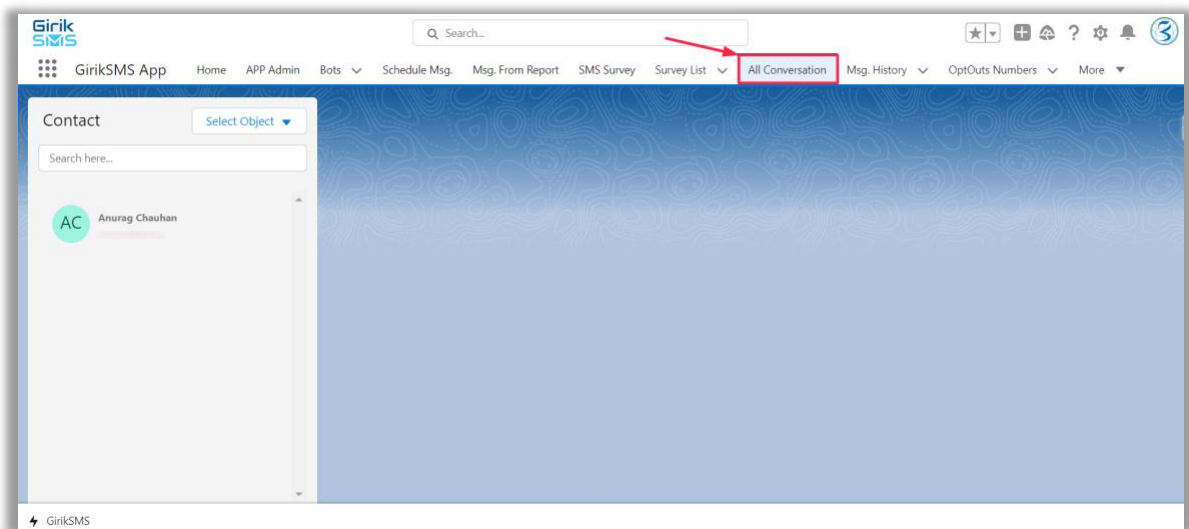 Girik
SMS
Search...
GirikSMS App Home APP Admin Bots Schedule Msg. Msg. From Report SMS Survey Survey List All Conversation Msg. History OptOuts Numbers More
Contact Select Object
Search here...
AC Anurag Chauhan
GirikSMS